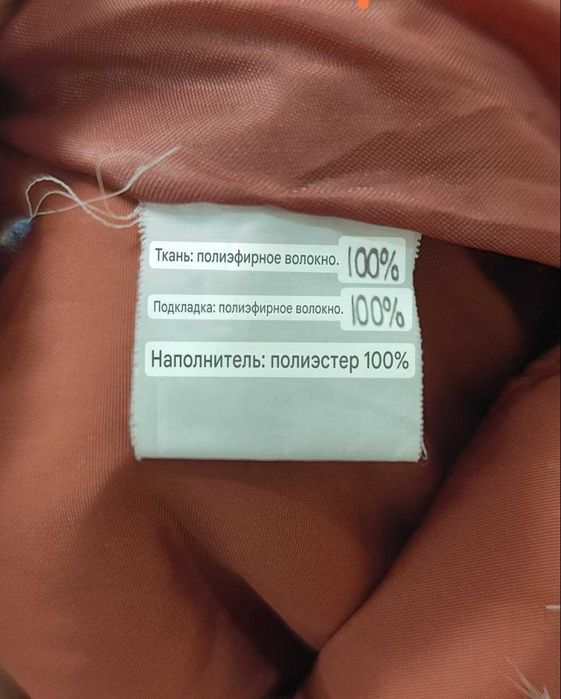 Ткань: полиэфирное волокно. 100%
Подкладка: полиэфирное волокно. 100%
Наполнитель: полиэстер 100%